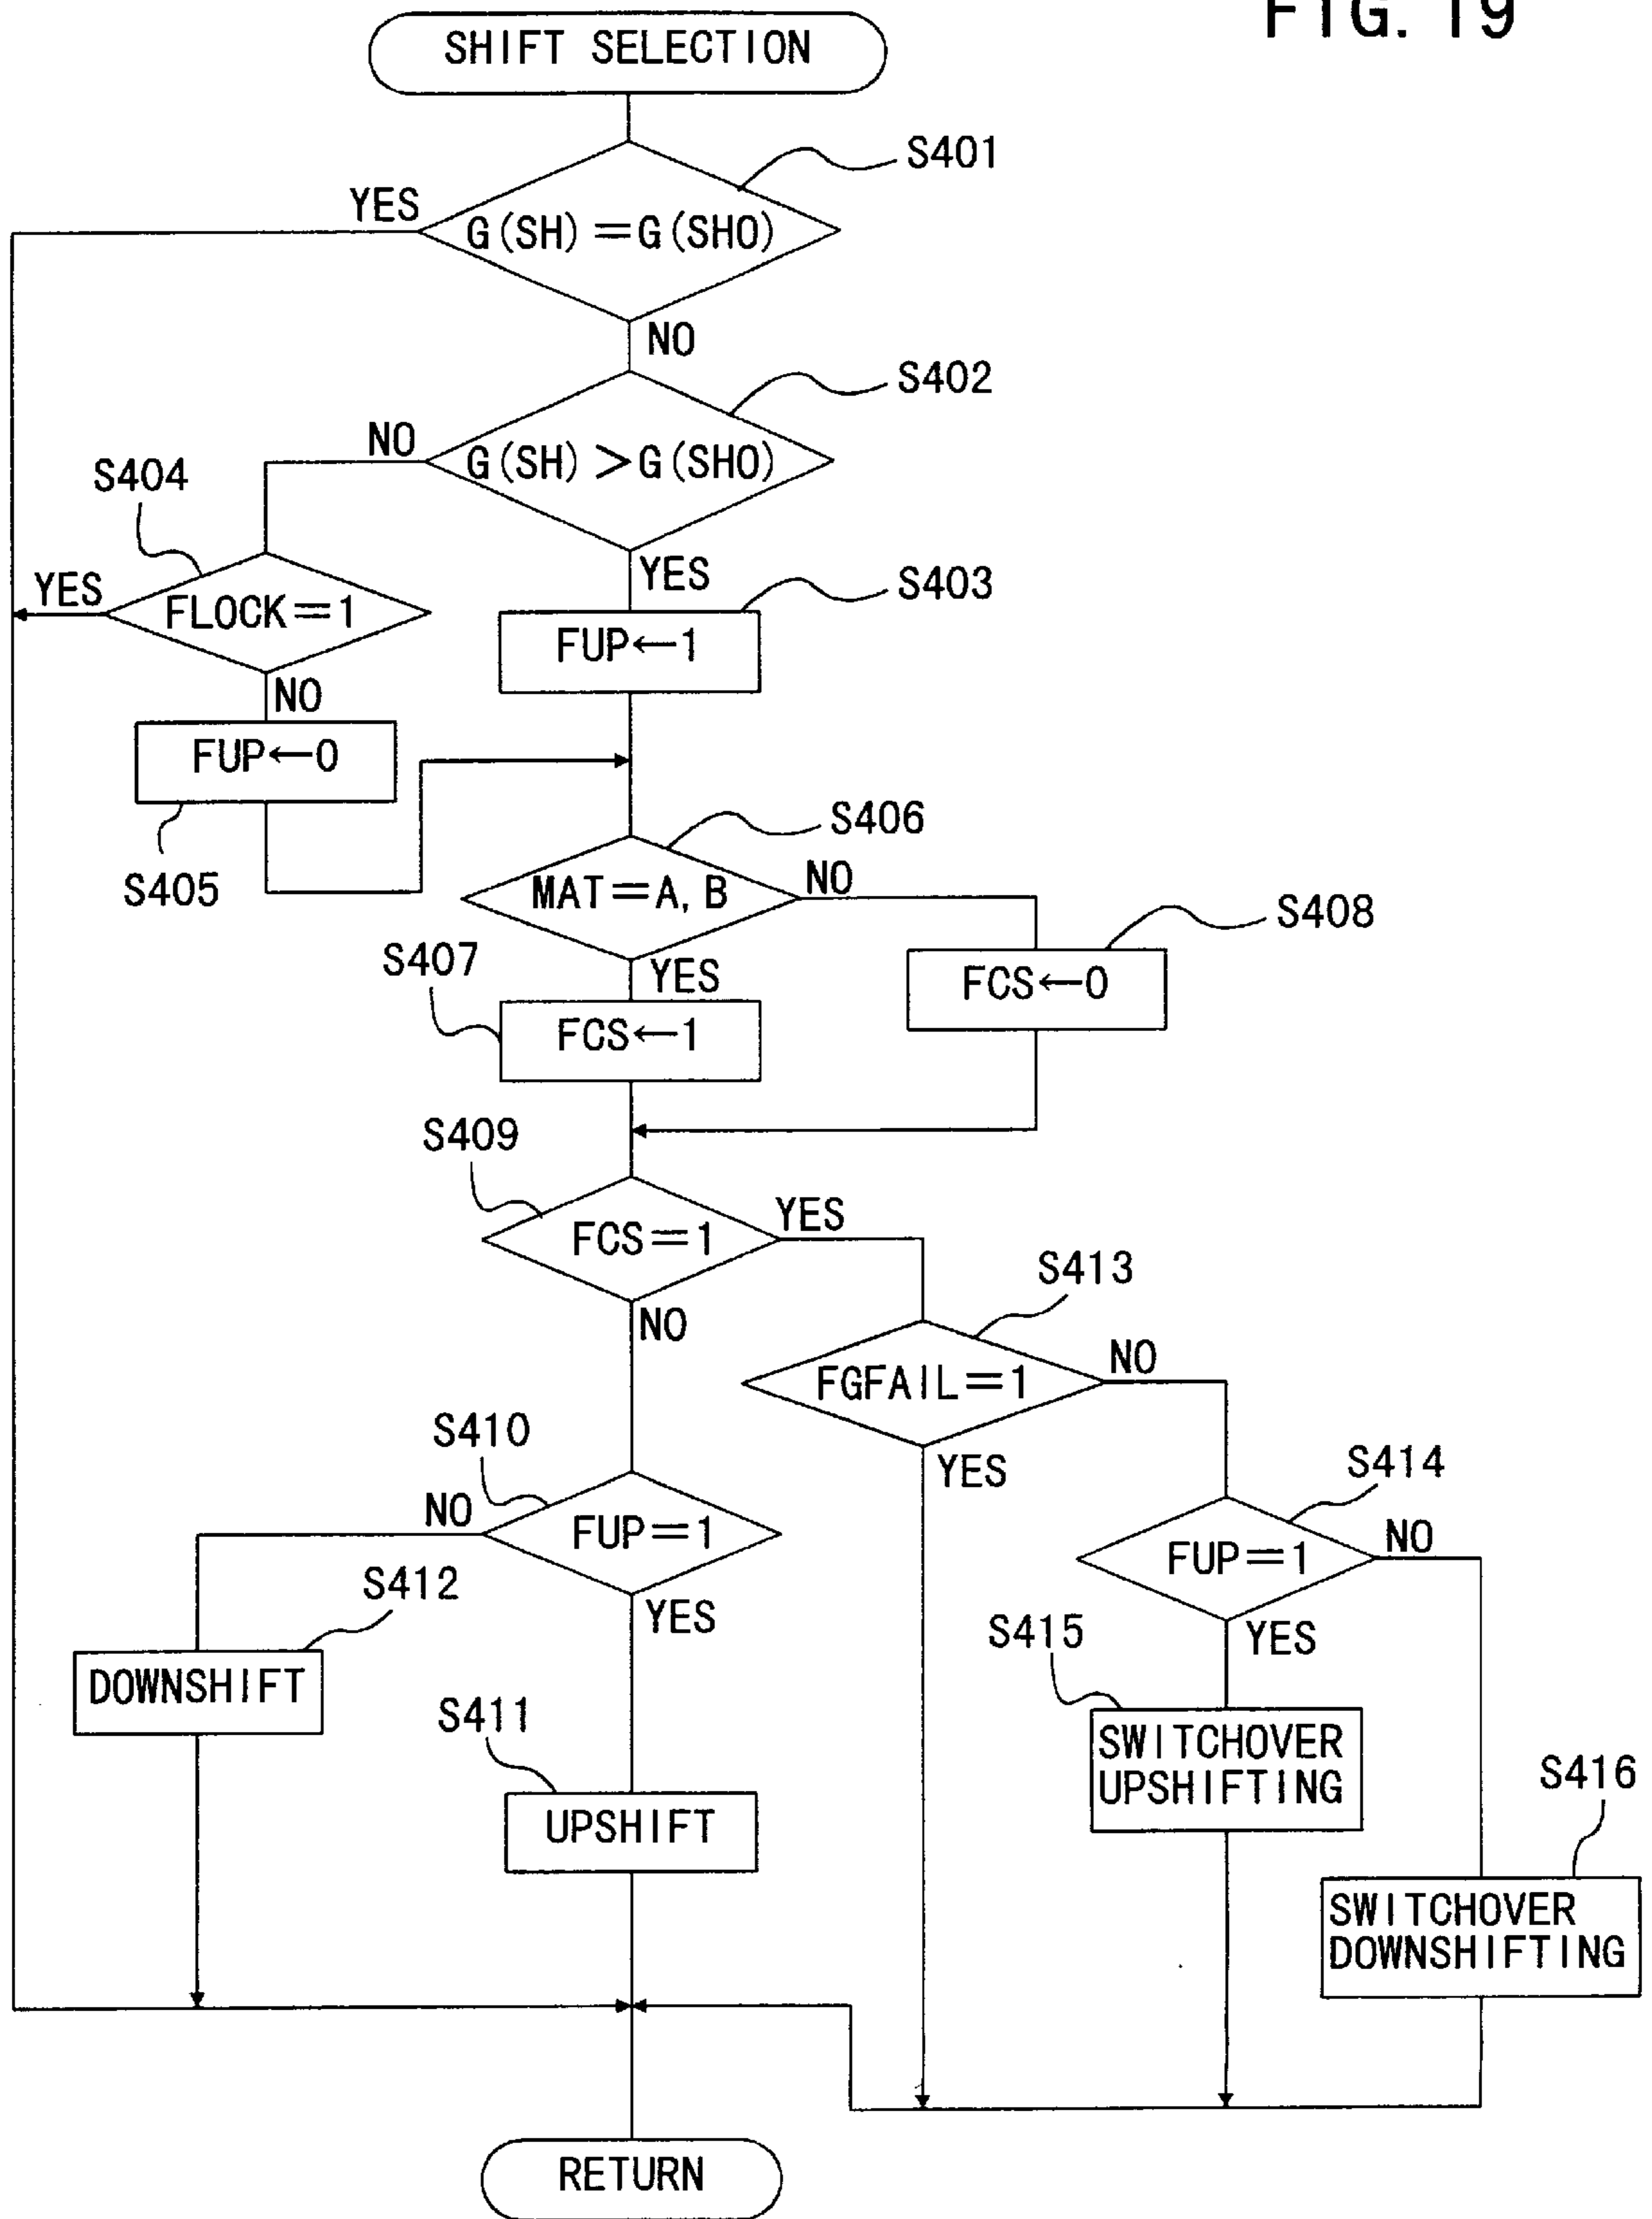 FIG. 19
SHIFT SELECTION
S401
YES
G(SH)=G(SHO)
NO
S402
NO
G(SH)>G(SHO)
S404
YES
S403
YES
FLOCK=1
FUP←1
NO
FUP←0
S406
S405
MAT=A, B
NO
S408
S407
YES
FCS←0
FCS←1
S409
YES
FCS=1
S413
NO
NO
FGFAIL=1
S410
S414
YES
NO
FUP=1
NO
FUP=1
S412
YES
S415
YES
DOWNSHIFT
S411
SWITCHOVER
UPSHIFTING
S416
UPSHIFT
SWITCHOVER
DOWNSHIFTING
RETURN